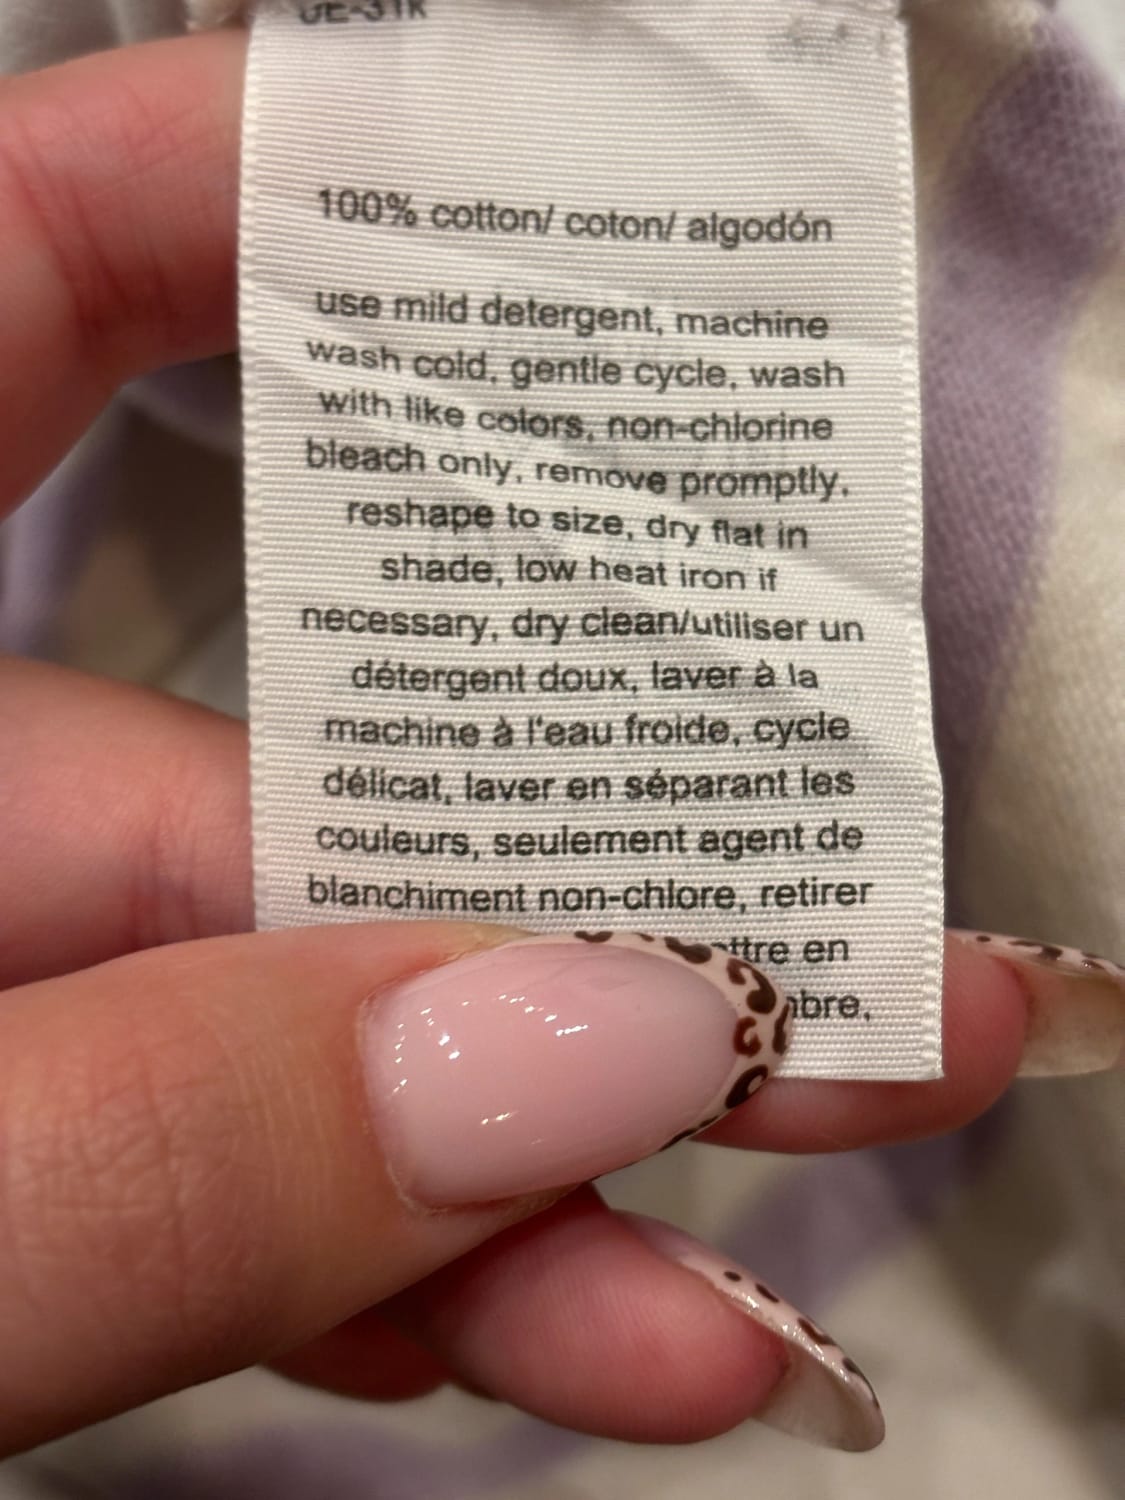 100% cotton/ coton/ algodón
use mild detergent, machine
wash cold, gentle cycle, wash
with like colors, non-chlorine
bleach only, remove promptly,
reshape to size, dry flat in
shade, low heat iron if
necessary, dry clean/utiliser un
détergent doux, laver à la
machine à l'eau froide, cycle
délicat, laver en séparant les
couleurs, seulement agent de
blanchiment non-chlore, retirer
en